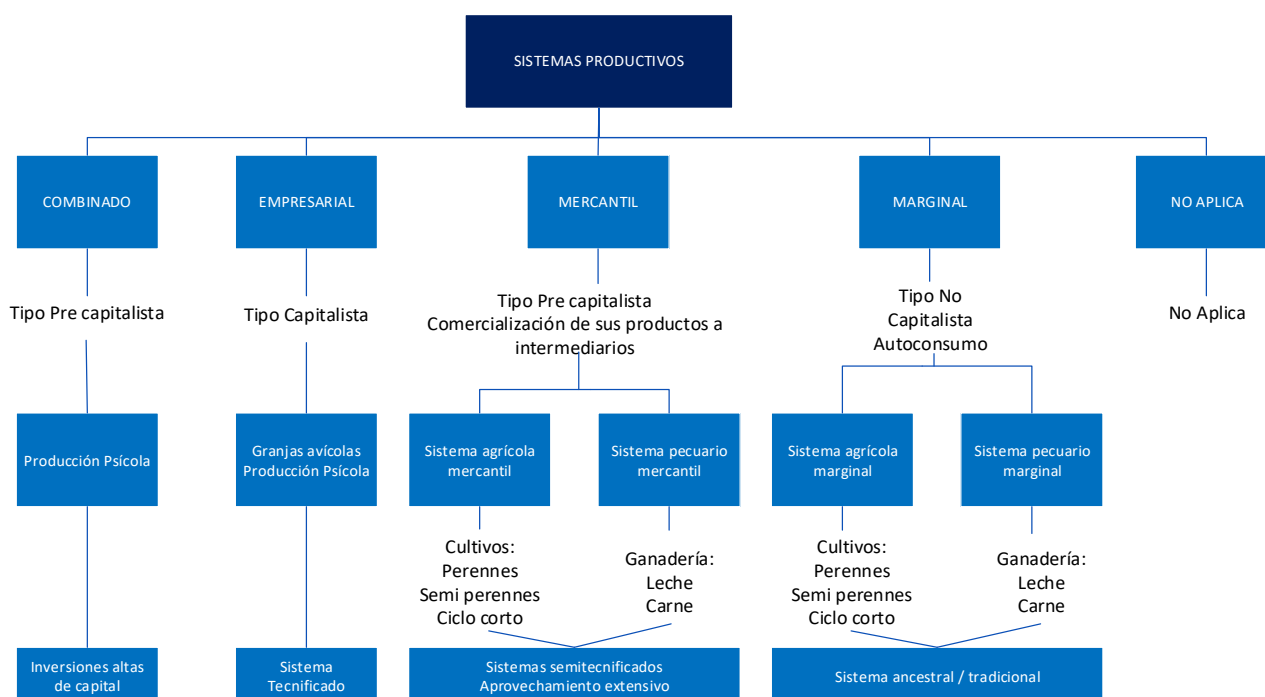 SISTEMAS PRODUCTIVOS
COMBINADO
EMPRESARIAL
MERCANTIL
MARGINAL
NO APLICA
Tipo Pre capitalista
Tipo Capitalista
Tipo Pre capitalista
Comercialización de sus productos a
intermediarios
Tipo No
Capitalista
Autoconsumo
No Aplica
Producción Psícola
Granjas avícolas
Producción Psícola
Sistema agrícola
mercantil
Sistema pecuario
mercantil
Sistema agrícola
marginal
Sistema pecuario
marginal
Cultivos:
Perennes
Semi perennes
Ciclo corto
Ganadería:
Leche
Carne
Cultivos:
Perennes
Semi perennes
Ciclo corto
Ganadería:
Leche
Carne
Inversiones altas
de capital
Sistema
Tecnificado
Sistemas semitecnificados
Aprovechamiento extensivo
Sistema ancestral / tradicional